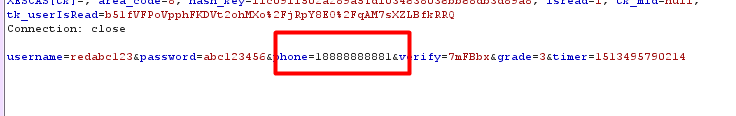 tk_userIsRead=b51fVFPoVpphFKDVt2ohMXo%2FjRpY8E0%2FqAM7sXZLBfkRRQ
Connection: close
username=redabc123&password=abc123456&phone=18888888881&verify=7mFBbx&grade=3&timer=1513495790214